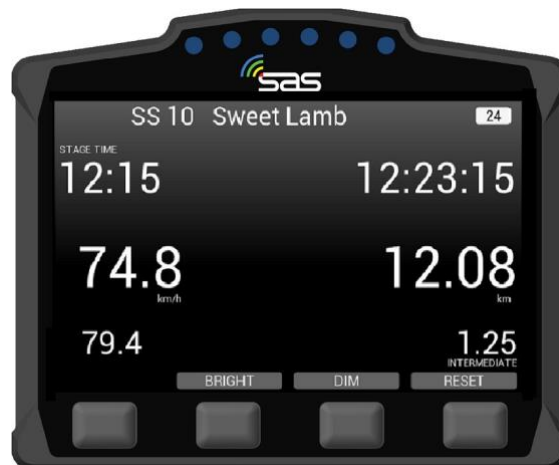 sas
SS 10 Sweet Lamb 24
STAGE TIME
12:15 12:23:15
74.8 12.08
km/h km
79.4 1.25
INTERMEDIATE
BRIGHT DIM RESET